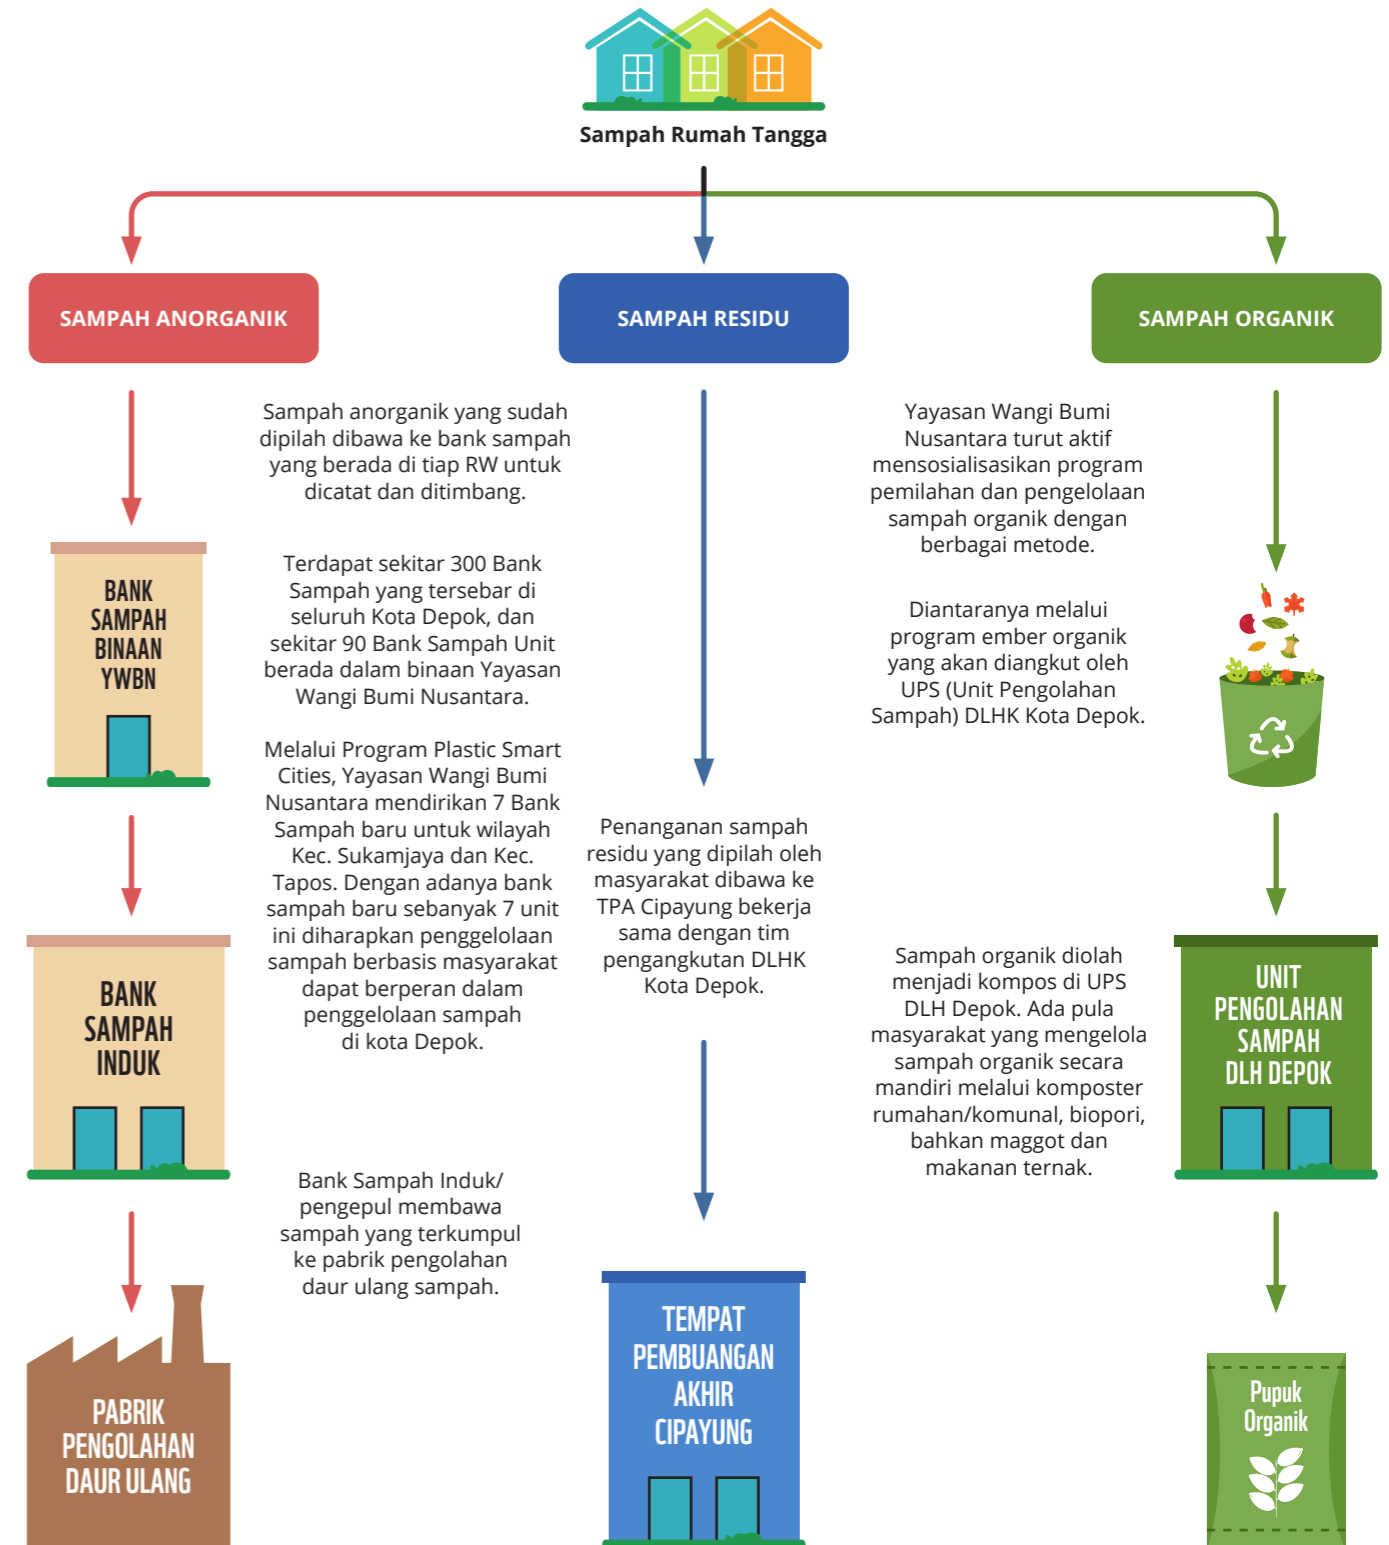 Sampah Rumah Tangga
SAMPAH ANORGANIK
SAMPAH RESIDU
SAMPAH ORGANIK
Sampah anorganik yang sudah
dipilah dibawa ke bank sampah
yang berada di tiap RW untuk
dicatat dan ditimbang.
Terdapat sekitar 300 Bank
Sampah yang tersebar di
seluruh Kota Depok, dan
sekitar 90 Bank Sampah Unit
berada dalam binaan Yayasan
Wangi Bumi Nusantara.
Melalui Program Plastic Smart
Cities, Yayasan Wangi Bumi
Nusantara mendirikan 7 Bank
Sampah baru untuk wilayah
Kec. Sukamjaya dan Kec.
Tapos. Dengan adanya bank
sampah baru sebanyak 7 unit
ini diharapkan penggelolaan
sampah berbasis masyarakat
dapat berperan dalam
penggelolaan sampah
di kota Depok.
Bank Sampah Induk/
pengepul membawa
sampah yang terkumpul
ke pabrik pengolahan
daur ulang sampah.
BANK
SAMPAH
BINAAN
YWBN
BANK
SAMPAH
INDUK
PABRIK
PENGOLAHAN
DAUR ULANG
Penanganan sampah
residu yang dipilah oleh
masyarakat dibawa ke
TPA Cipayung bekerja
sama dengan tim
pengangkutan DLHK
Kota Depok.
TEMPAT
PEMBUANGAN
AKHIR
CIPAYUNG
Yayasan Wangi Bumi
Nusantara turut aktif
mensosialisasikan program
pemilahan dan pengelolaan
sampah organik dengan
berbagai metode.
Diantaranya melalui
program ember organik
yang akan diangkut oleh
UPS (Unit Pengolahan
Sampah) DLHK Kota Depok.
Sampah organik diolah
menjadi kompos di UPS
DLH Depok. Ada pula
masyarakat yang mengelola
sampah organik secara
mandiri melalui komposter
rumahan/komunal, biopori,
bahkan maggot dan
makanan ternak.
UNIT
PENGOLAHAN
SAMPAH
DLH DEPOK
Pupuk
Organik